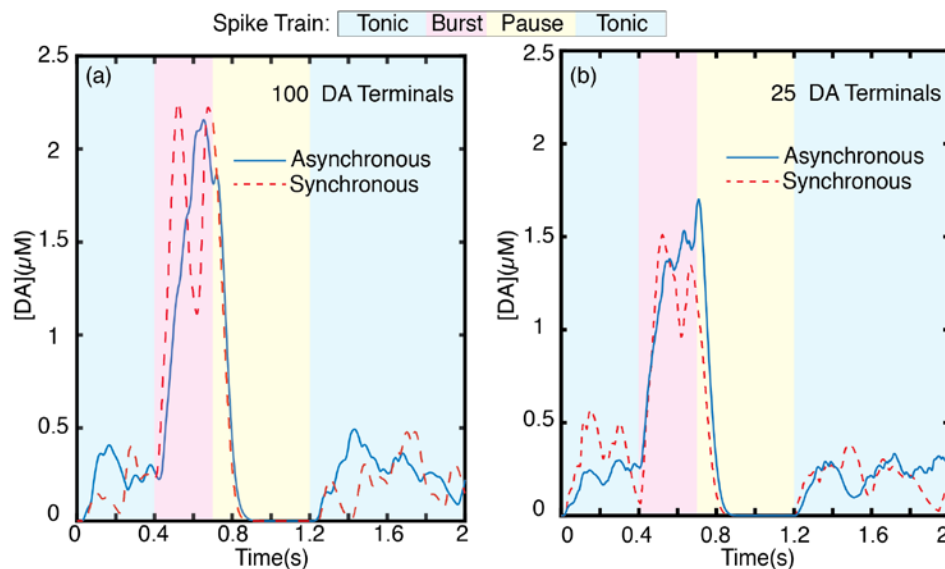 Spike Train: Tonic Burst Pause Tonic
(a)
100 DA Terminals
Asynchronous
Synchronous
[DA](µM)
2.5
2
1.5
1
0.5
0
0 0.4 0.8 1.2 1.6 2
Time(s)
(b)
25 DA Terminals
Asynchronous
Synchronous
[DA](µM)
2.5
2
1.5
1
0.5
0
0 0.4 0.8 1.2 1.6 2
Time(s)